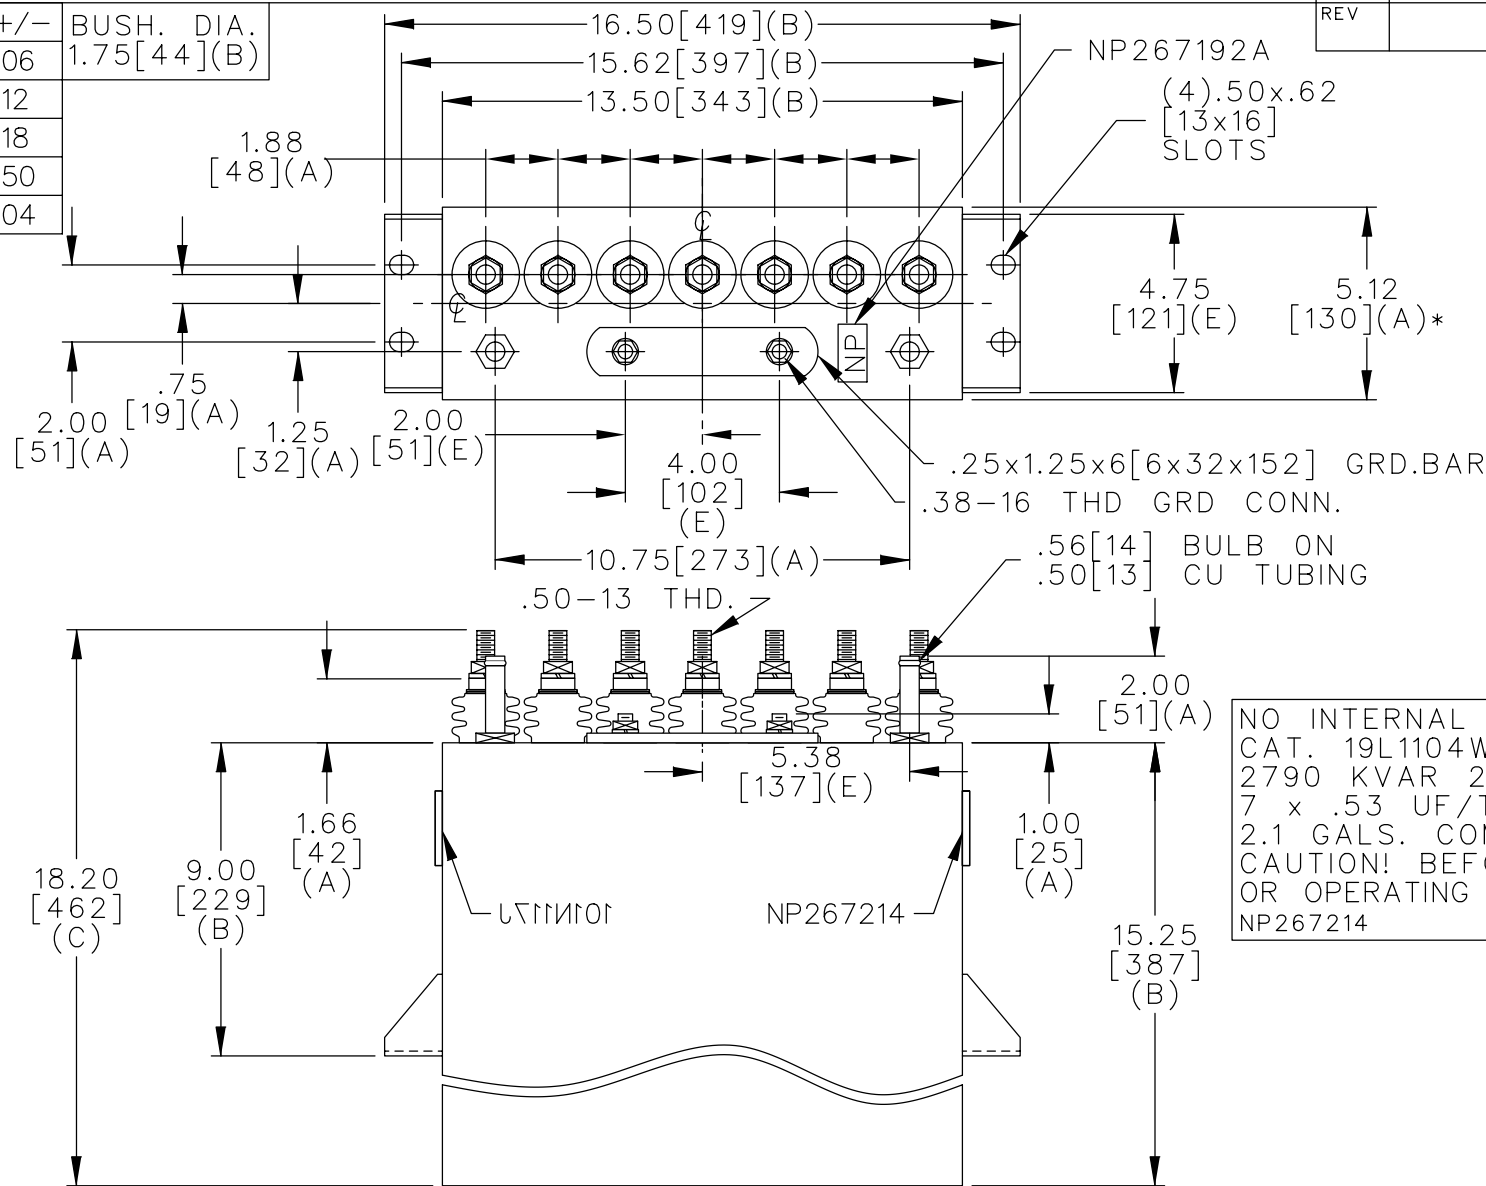 +/-
06
12
18
50
04
BUSH. DIA.
1.75[44](B)
16.50[419](B)
15.62[397](B)
13.50[343](B)
REV
NP267192A
(4).50x.62
[13x16]
SLOTS
1.88
[48](A)
℄
℄
NP
4.75
[121](E)
5.12
[130](A)*
2.00
[51](A)
.75
[19](A)
1.25
[32](A)
2.00
[51](E)
4.00
[102]
(E)
10.75[273](A)
.25x1.25x6[6x32x152] GRD.BAR
.38-16 THD GRD CONN.
.56[14] BULB ON
.50[13] CU TUBING
.50-13 THD.
2.00
[51](A)
5.38
[137](E)
18.20
[462]
(C)
9.00
[229]
(B)
1.66
[42]
(A)
1.00
[25]
(A)
15.25
[387]
(B)
101N117J
NP267214
NO INTERNAL
CAT. 19L1104W
2790 KVAR 2
7 x .53 UF/T
2.1 GALS. CON
CAUTION! BEFO
OR OPERATING
NP267214